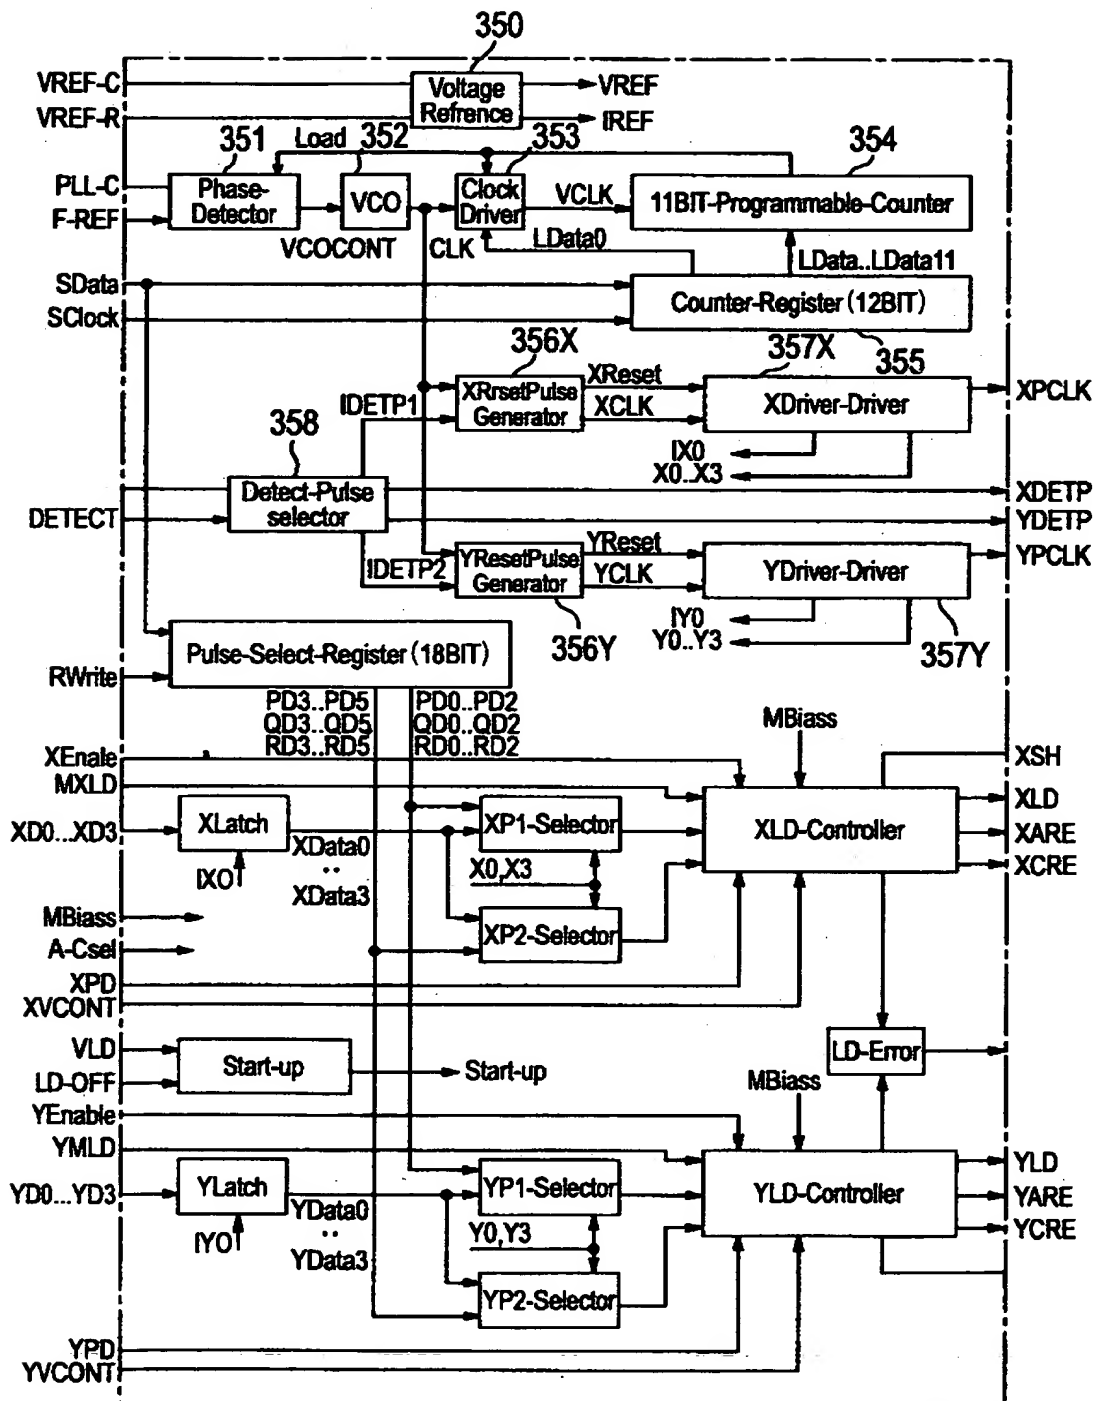 350
VREF-C
Voltage
Refrence
VREF
VREF-R
IREF
351
Load
352
353
354
PLL-C
Phase-
Detector
VCO
Clock
Driver
VCLK
11BIT-Programmable-Counter
F-REF
VCOCONT
CLK
LData0
LData..LData11
SData
Counter-Register(12BIT)
SClock
356X
357X
355
XRrsetPulse
Generator
XReset
XCLK
XDriver-Driver
XPCLK
IDETP1
358
IX0
X0..X3
Detect-Pulse
selector
XDETP
DETECT
YDETP
IDETP2
YResetPulse
Generator
YReset
YCLK
YDriver-Driver
YPCLK
IY0
Y0..Y3
356Y
357Y
Pulse-Select-Register(18BIT)
RWrite
PD3..PD5
PD0..PD2
QD3..QD5
QD0..QD2
RD3..RD5
RD0..RD2
MBiass
XEnale
XSH
MXLD
XLD
XD0...XD3
XLatch
XP1-Selector
XLD-Controller
XARE
XData0
..
XData3
X0,X3
XCRE
IXO
MBiass
XP2-Selector
A-Csel
XPD
XVCONT
VLD
Start-up
Start-up
LD-Error
LD-OFF
MBiass
YEnable
YMLD
YLD
YD0...YD3
YLatch
YP1-Selector
YLD-Controller
YARE
YData0
..
YData3
Y0,Y3
YCRE
IYO
YP2-Selector
YPD
YVCONT